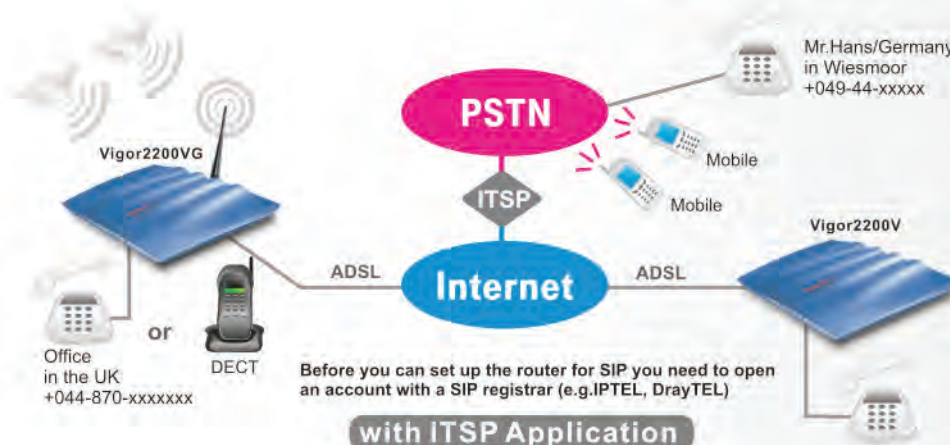 Mr.Hans/Germany
in Wiesmoor
+049-44-xxxxx
PSTN
Vigor2200VG
Mobile
ITSP
Mobile
Vigor2200V
ADSL
Internet
ADSL
or
Office
in the UK
+044-870-xxxxxxx
DECT
Before you can set up the router for SIP you need to open
an account with a SIP registrar (e.g.IPTEL, DrayTEL)
with ITSP Application